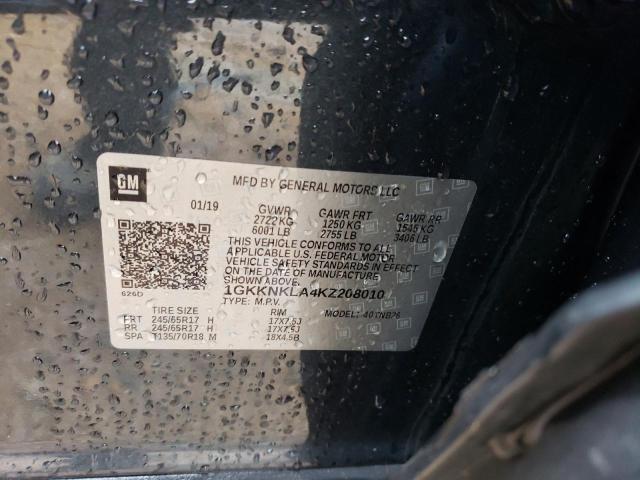 GM
MFD BY GENERAL MOTORS LLC
01/19 GVWR GAWR FRT GAWR RR
2722 KG 1250 KG 1545 KG
6001 LB 2755 LB 3406 LB
THIS VEHICLE CONFORMS TO ALL
APPLICABLE U.S. FEDERAL MOTOR
VEHICLE SAFETY STANDARDS IN EFFECT
ON THE DATE OF MANUFACTURE
SHOWN ABOVE.
626D
1GKKNKLA4KZ208010
TYPE: M.P.V. MODEL: 40TNB26
TIRE SIZE RIM
FRT 245/65R17 H 17X7.5J
RR 245/65R17 H 17X7.5J
SPA T135/70R18 M 18X4.5B